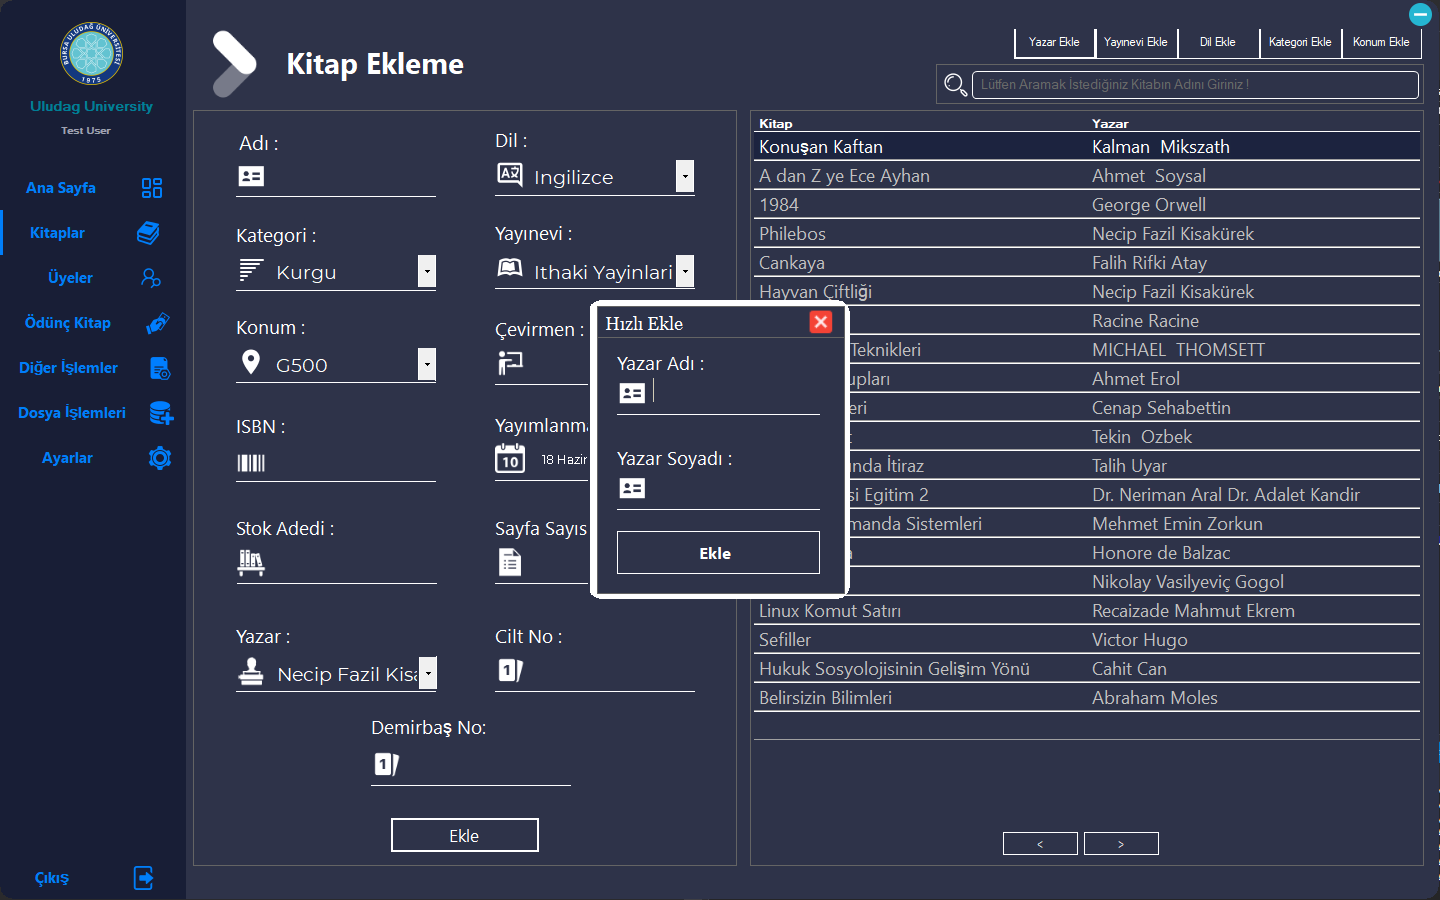 BURSA ULUDAĞ ÜNİVERSİTESİ
1975
Uludag University
Test User
Ana Sayfa
Kitaplar
Üyeler
Ödünç Kitap
Diğer İşlemler
Dosya İşlemleri
Ayarlar
Çıkış
Kitap Ekleme
Yazar Ekle
Yayınevi Ekle
Dil Ekle
Kategori Ekle
Konum Ekle
Lütfen Aramak İstediğiniz Kitabın Adını Giriniz !
Adı :
Dil :
Ingilizce
Kategori :
Kurgu
Yayınevi :
Ithaki Yayinlari
Konum :
G500
Çevirmen :
ISBN :
Yayımlanma
10 18 Hazir
Stok Adedi :
Sayfa Sayıs
Yazar :
Necip Fazil Kisa
Cilt No :
1
Demirbaş No:
1
Ekle
Hızlı Ekle
Yazar Adı :
Yazar Soyadı :
Ekle
Kitap Yazar
Konuşan Kaftan Kalman Mikszath
A dan Z ye Ece Ayhan Ahmet Soysal
1984 George Orwell
Philebos Necip Fazil Kisakürek
Cankaya Falih Rifki Atay
Hayvan Çiftliği Necip Fazil Kisakürek
Racine Racine
Teknikleri MICHAEL THOMSETT
upları Ahmet Erol
eri Cenap Sehabettin
Tekin Ozbek
nda İtiraz Talih Uyar
si Egitim 2 Dr. Neriman Aral Dr. Adalet Kandir
manda Sistemleri Mehmet Emin Zorkun
Honore de Balzac
Nikolay Vasilyeviç Gogol
Linux Komut Satırı Recaizade Mahmut Ekrem
Sefiller Victor Hugo
Hukuk Sosyolojisinin Gelişim Yönü Cahit Can
Belirsizin Bilimleri Abraham Moles
< >